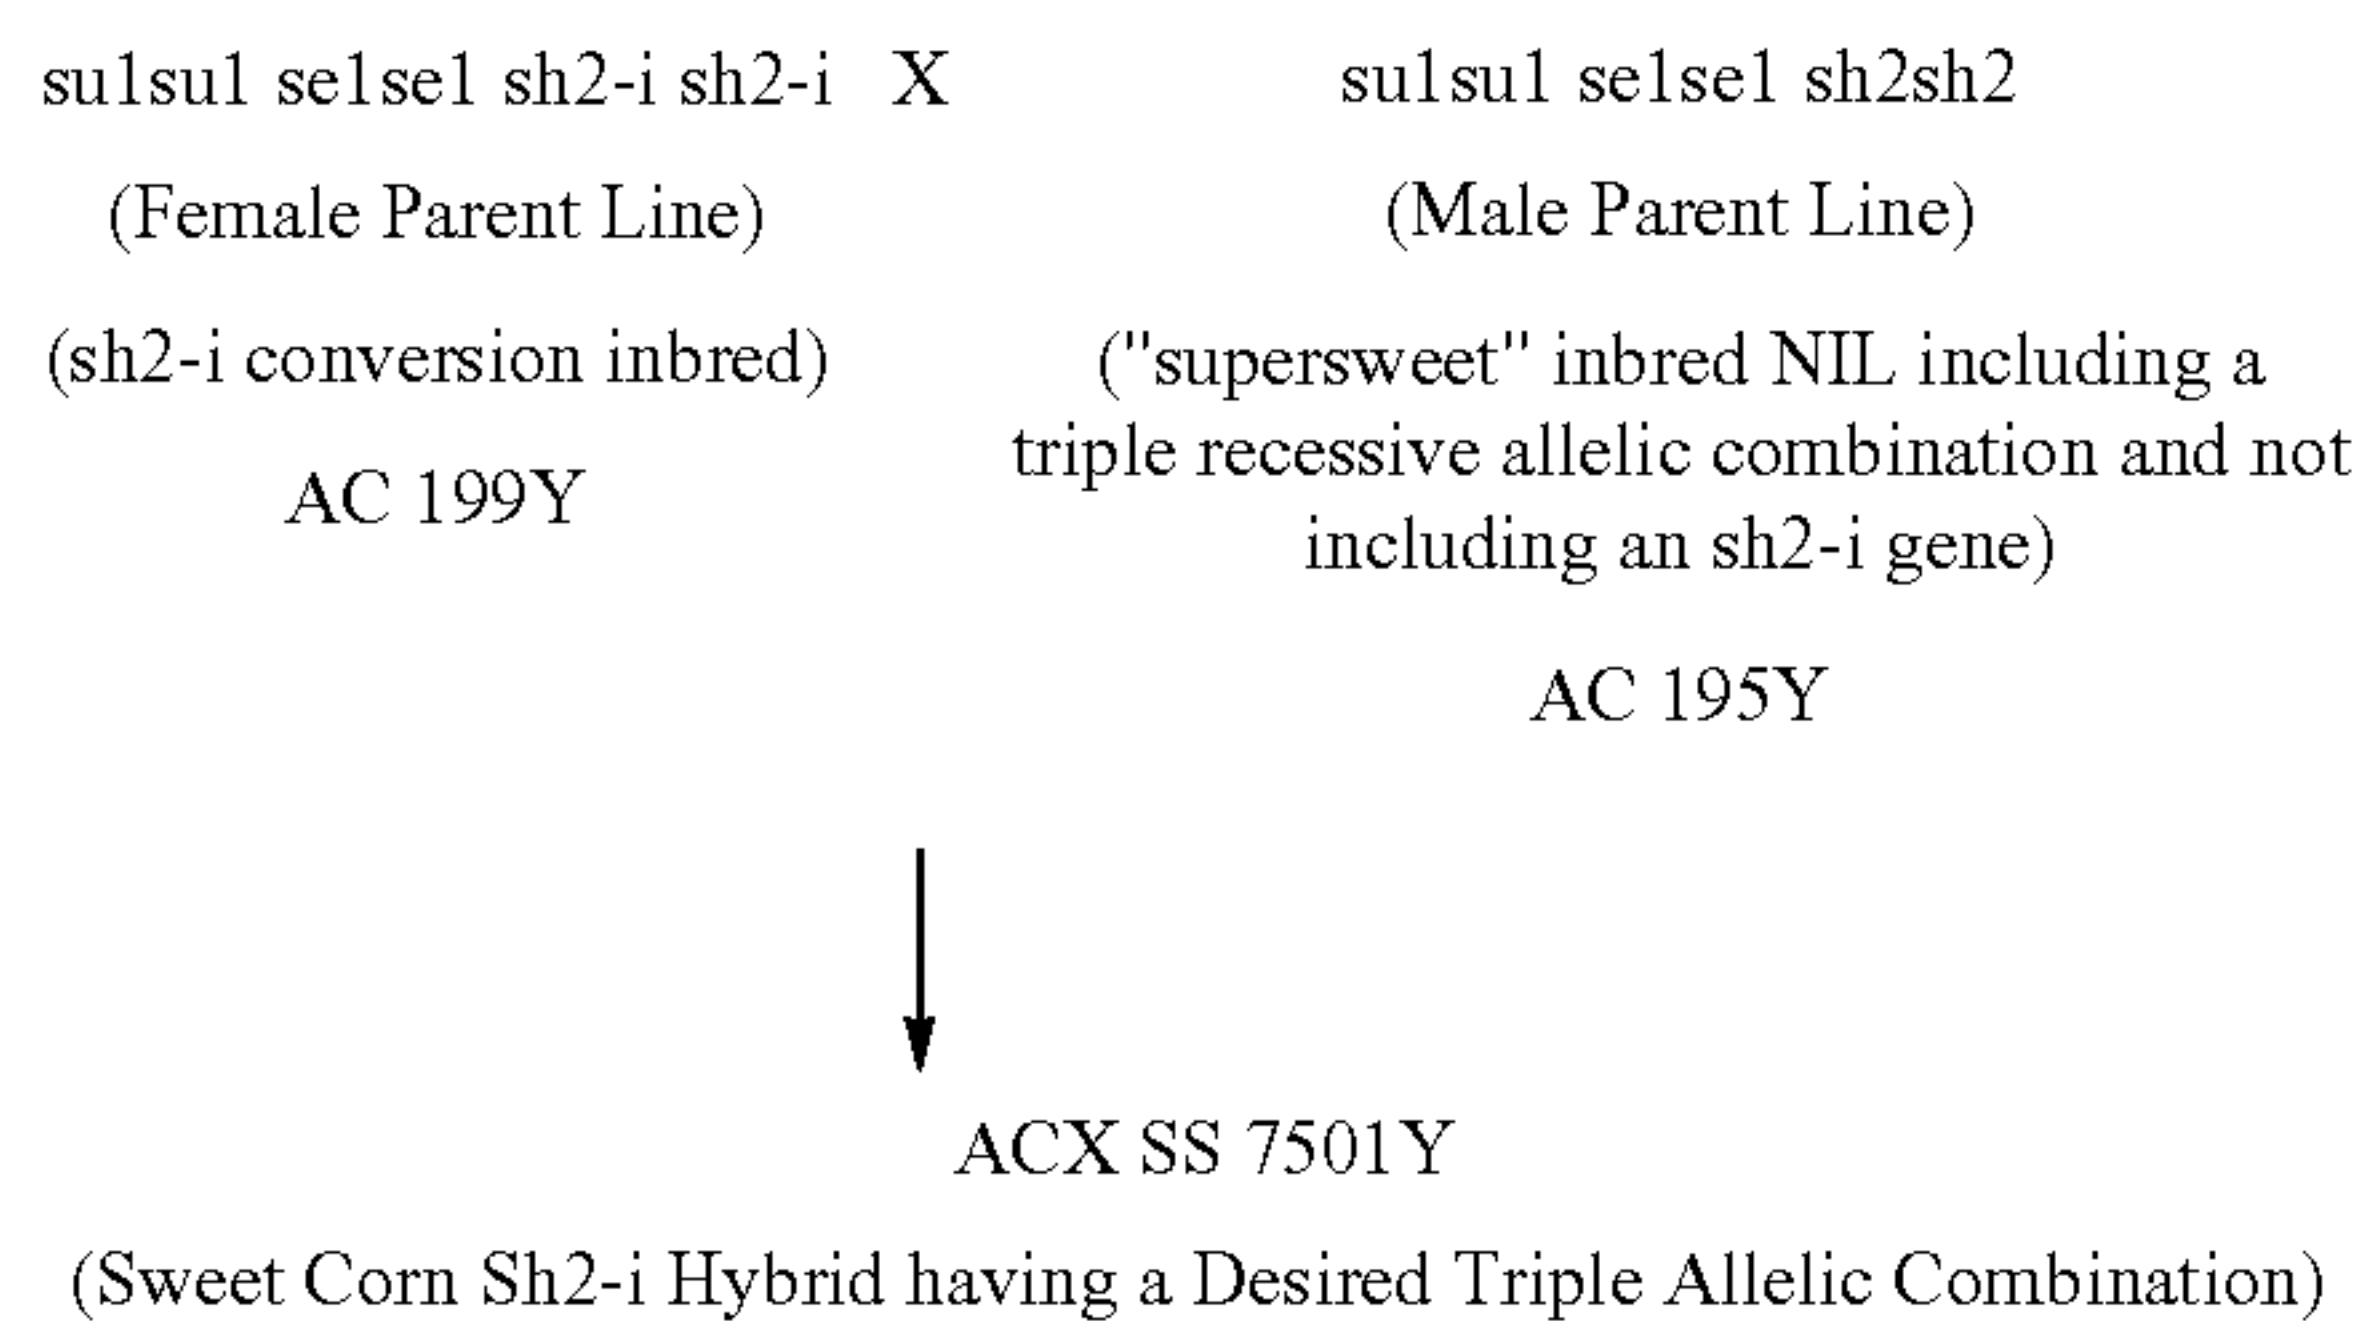 su1su1 se1se1 sh2-i sh2-i X
(Female Parent Line)
(sh2-i conversion inbred)
AC 199Y
su1su1 se1se1 sh2sh2
(Male Parent Line)
("supersweet" inbred NIL including a
triple recessive allelic combination and not
including an sh2-i gene)
AC 195Y
ACX SS 7501Y
(Sweet Corn Sh2-i Hybrid having a Desired Triple Allelic Combination)